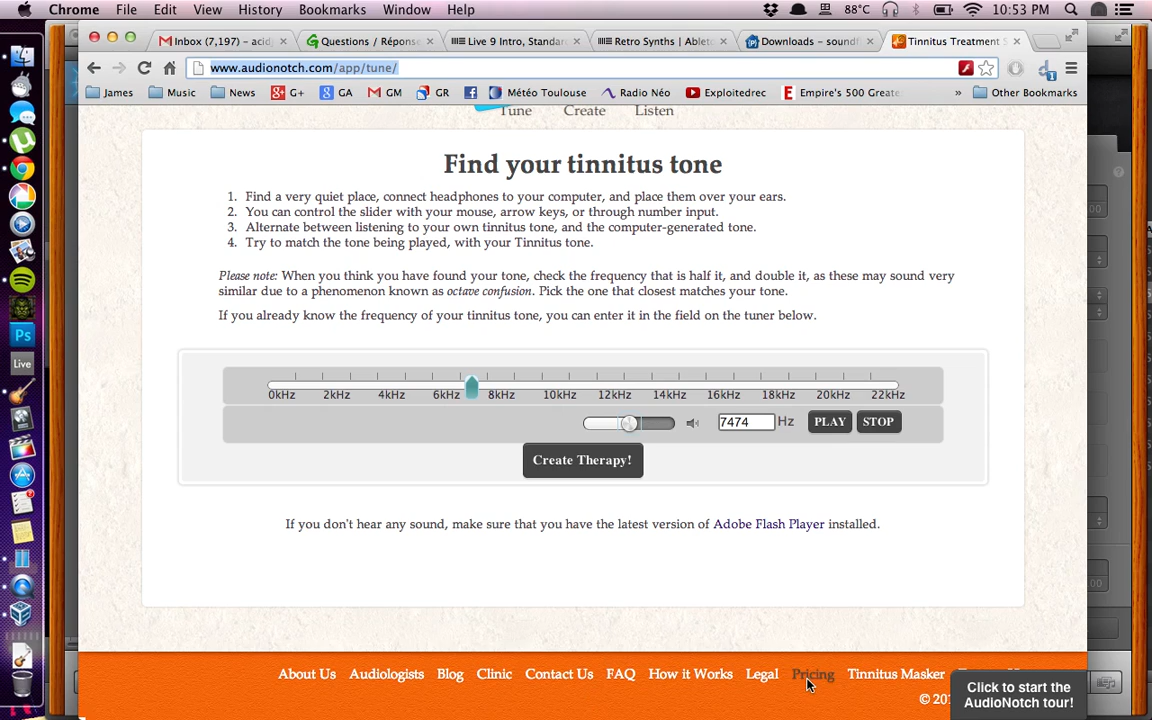 Chrome File Edit View History Bookmarks Window Help 88°C 10:53 PM
Inbox (7,197) – acid Questions / Réponse Live 9 Intro, Standar Retro Synths | Ablet Downloads – soundf Tinnitus Treatment S
www.audionotch.com/app/tune/
James Music News G+ GA GM GR Météo Toulouse Radio Néo Exploitedrec Empire's 500 Greate » Other Bookmarks
Tune Create Listen
Find your tinnitus tone
1. Find a very quiet place, connect headphones to your computer, and place them over your ears.
2. You can control the slider with your mouse, arrow keys, or through number input.
3. Alternate between listening to your own tinnitus tone, and the computer-generated tone.
4. Try to match the tone being played, with your Tinnitus tone.
Please note: When you think you have found your tone, check the frequency that is half it, and double it, as these may sound very
similar due to a phenomenon known as octave confusion. Pick the one that closest matches your tone.
If you already know the frequency of your tinnitus tone, you can enter it in the field on the tuner below.
0kHz 2kHz 4kHz 6kHz 8kHz 10kHz 12kHz 14kHz 16kHz 18kHz 20kHz 22kHz
7474 Hz PLAY STOP
Create Therapy!
If you don't hear any sound, make sure that you have the latest version of Adobe Flash Player installed.
About Us Audiologists Blog Clinic Contact Us FAQ How it Works Legal Pricing Tinnitus Masker
© 201
Click to start the
AudioNotch tour!
Ps
Live